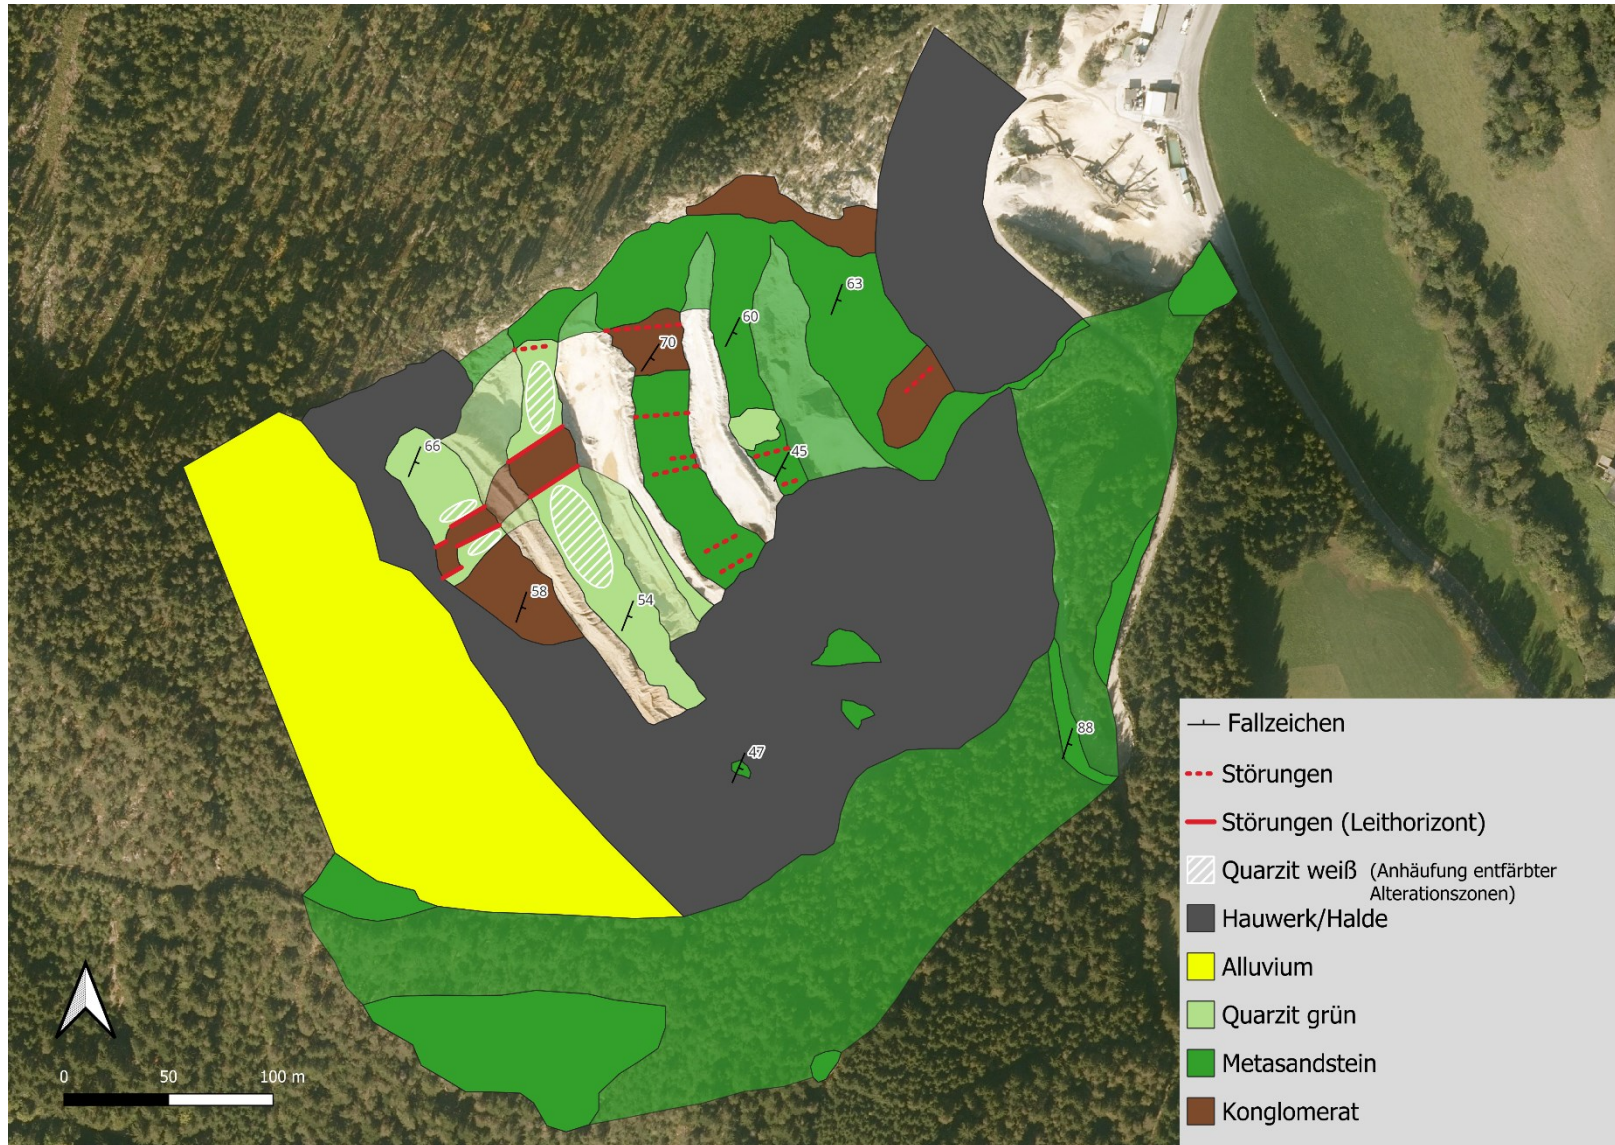 63
60
70
66
45
58
54
47
88
Fallzeichen
Störungen
Störungen (Leithorizont)
Quarzit weiß (Anhäufung entfärbter
Alterationszonen)
Hauwerk/Halde
Alluvium
Quarzit grün
Metasandstein
Konglomerat
0 50 100 m